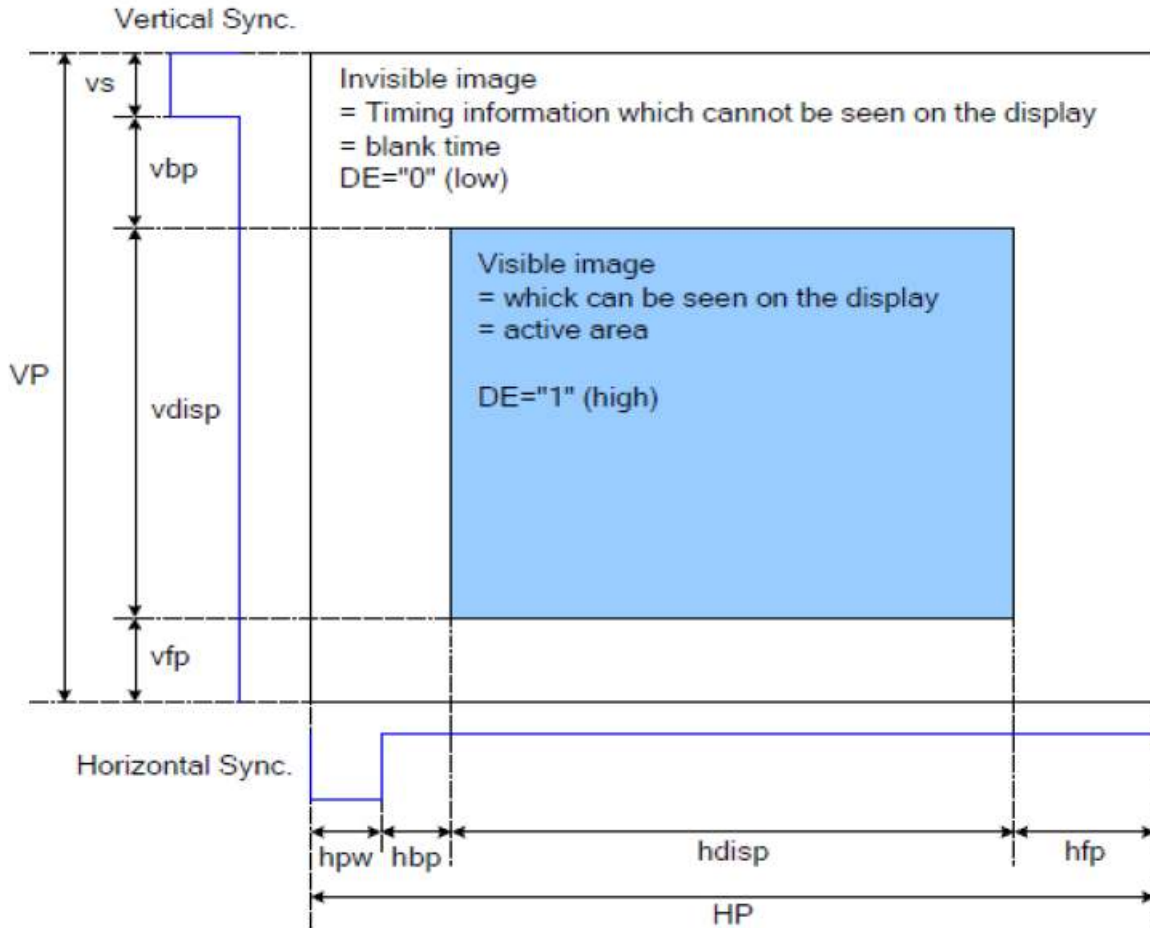 Vertical Sync.
vs
Invisible image
= Timing information which cannot be seen on the display
= blank time
DE="0" (low)
vbp
Visible image
= whick can be seen on the display
= active area
DE="1" (high)
VP
vdisp
vfp
Horizontal Sync.
hpw
hbp
hdisp
hfp
HP